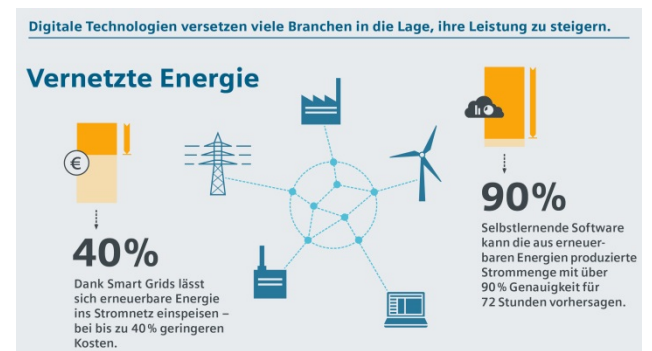 Digitale Technologien versetzen viele Branchen in die Lage, ihre Leistung zu steigern.
Vernetzte Energie
€
40%
Dank Smart Grids lässt
sich erneuerbare Energie
ins Stromnetz einspeisen –
bei bis zu 40% geringeren
Kosten.
90%
Selbstlernende Software
kann die aus erneuer-
baren Energien produzierte
Strommenge mit über
90% Genauigkeit für
72 Stunden vorhersagen.